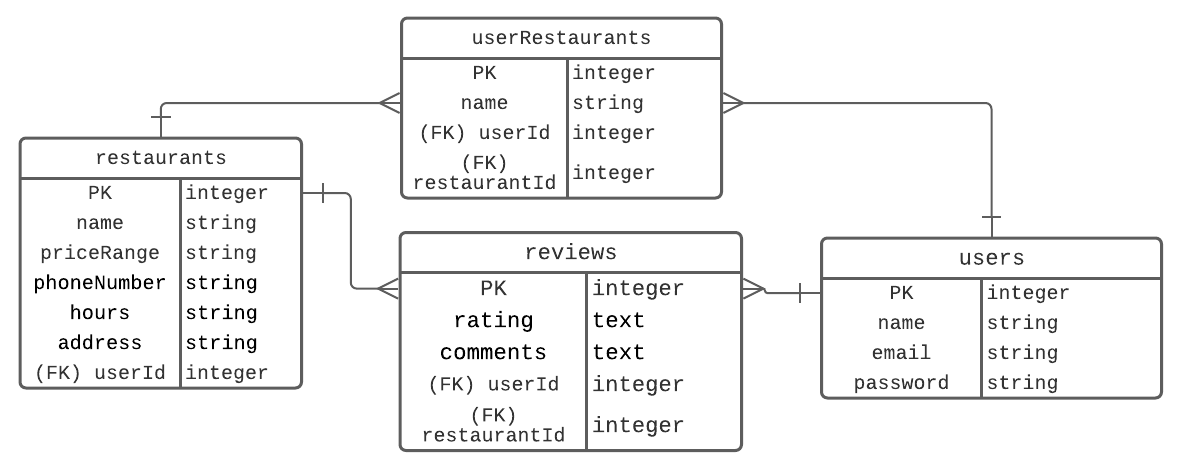 userRestaurants
PK integer
name string
(FK) userId integer
(FK)
restaurantId integer
restaurants
PK integer
name string
priceRange string
phoneNumber string
hours string
address string
(FK) userId integer
reviews
PK integer
rating text
comments text
(FK) userId integer
(FK)
restaurantId integer
users
PK integer
name string
email string
password string